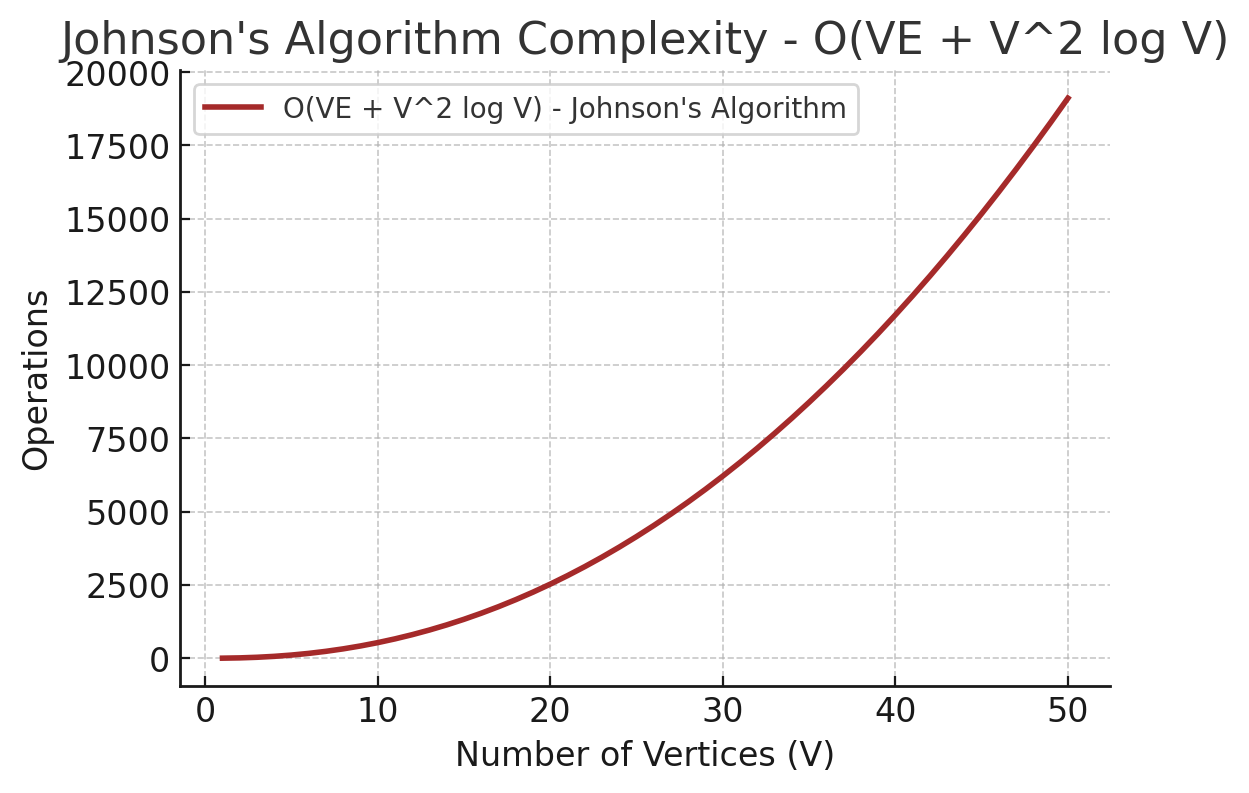 Johnson's Algorithm Complexity - O(VE + V^2 log V)
O(VE + V^2 log V) - Johnson's Algorithm
Operations
20000
17500
15000
12500
10000
7500
5000
2500
0
0 10 20 30 40 50
Number of Vertices (V)